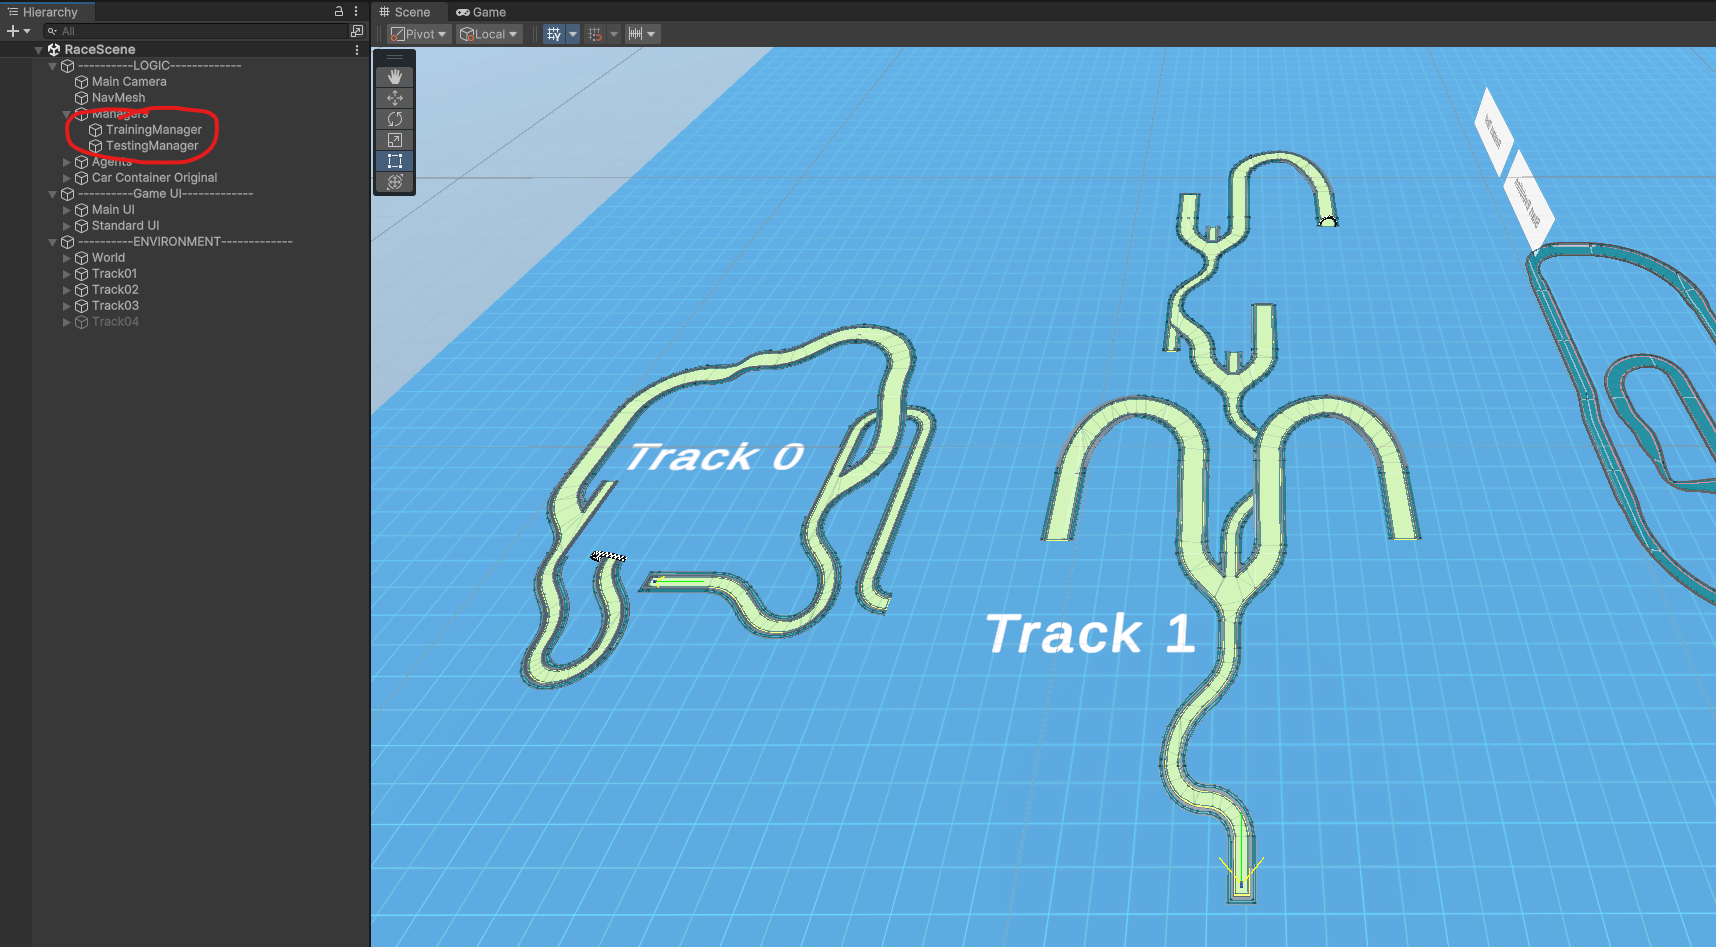 Hierarchy
All
RaceScene
----------LOGIC-------------
Main Camera
NavMesh
Managers
TrainingManager
TestingManager
Agents
Car Container Original
----------Game UI-------------
Main UI
Standard UI
----------ENVIRONMENT-------------
World
Track01
Track02
Track03
Track04
Scene
Game
Pivot
Local
Track 0
Track 1